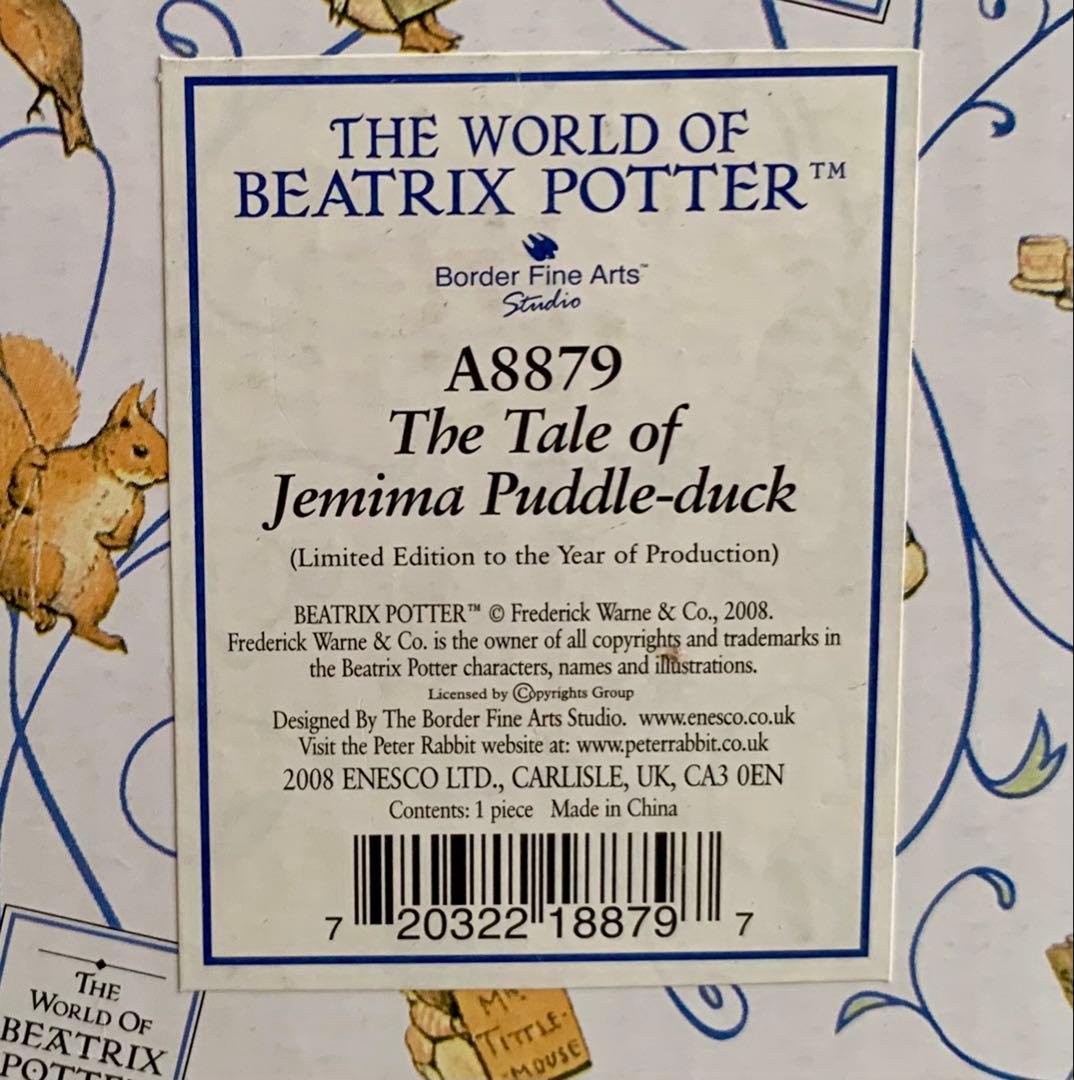 THE WORLD OF
BEATRIX POTTER™
Border Fine Arts™
Studio
A8879
The Tale of
Jemima Puddle-duck
(Limited Edition to the Year of Production)
BEATRIX POTTER™ © Frederick Warne & Co., 2008.
Frederick Warne & Co. is the owner of all copyrights and trademarks in
the Beatrix Potter characters, names and illustrations.
Licensed by ©opyrights Group
Designed By The Border Fine Arts Studio. www.enesco.co.uk
Visit the Peter Rabbit website at: www.peterrabbit.co.uk
2008 ENESCO LTD., CARLISLE, UK, CA3 0EN
Contents: 1 piece Made in China
7 20322 18879 7
THE
WORLD OF
BEATRIX
POTTE
MR
TITTLE-
MOUSE